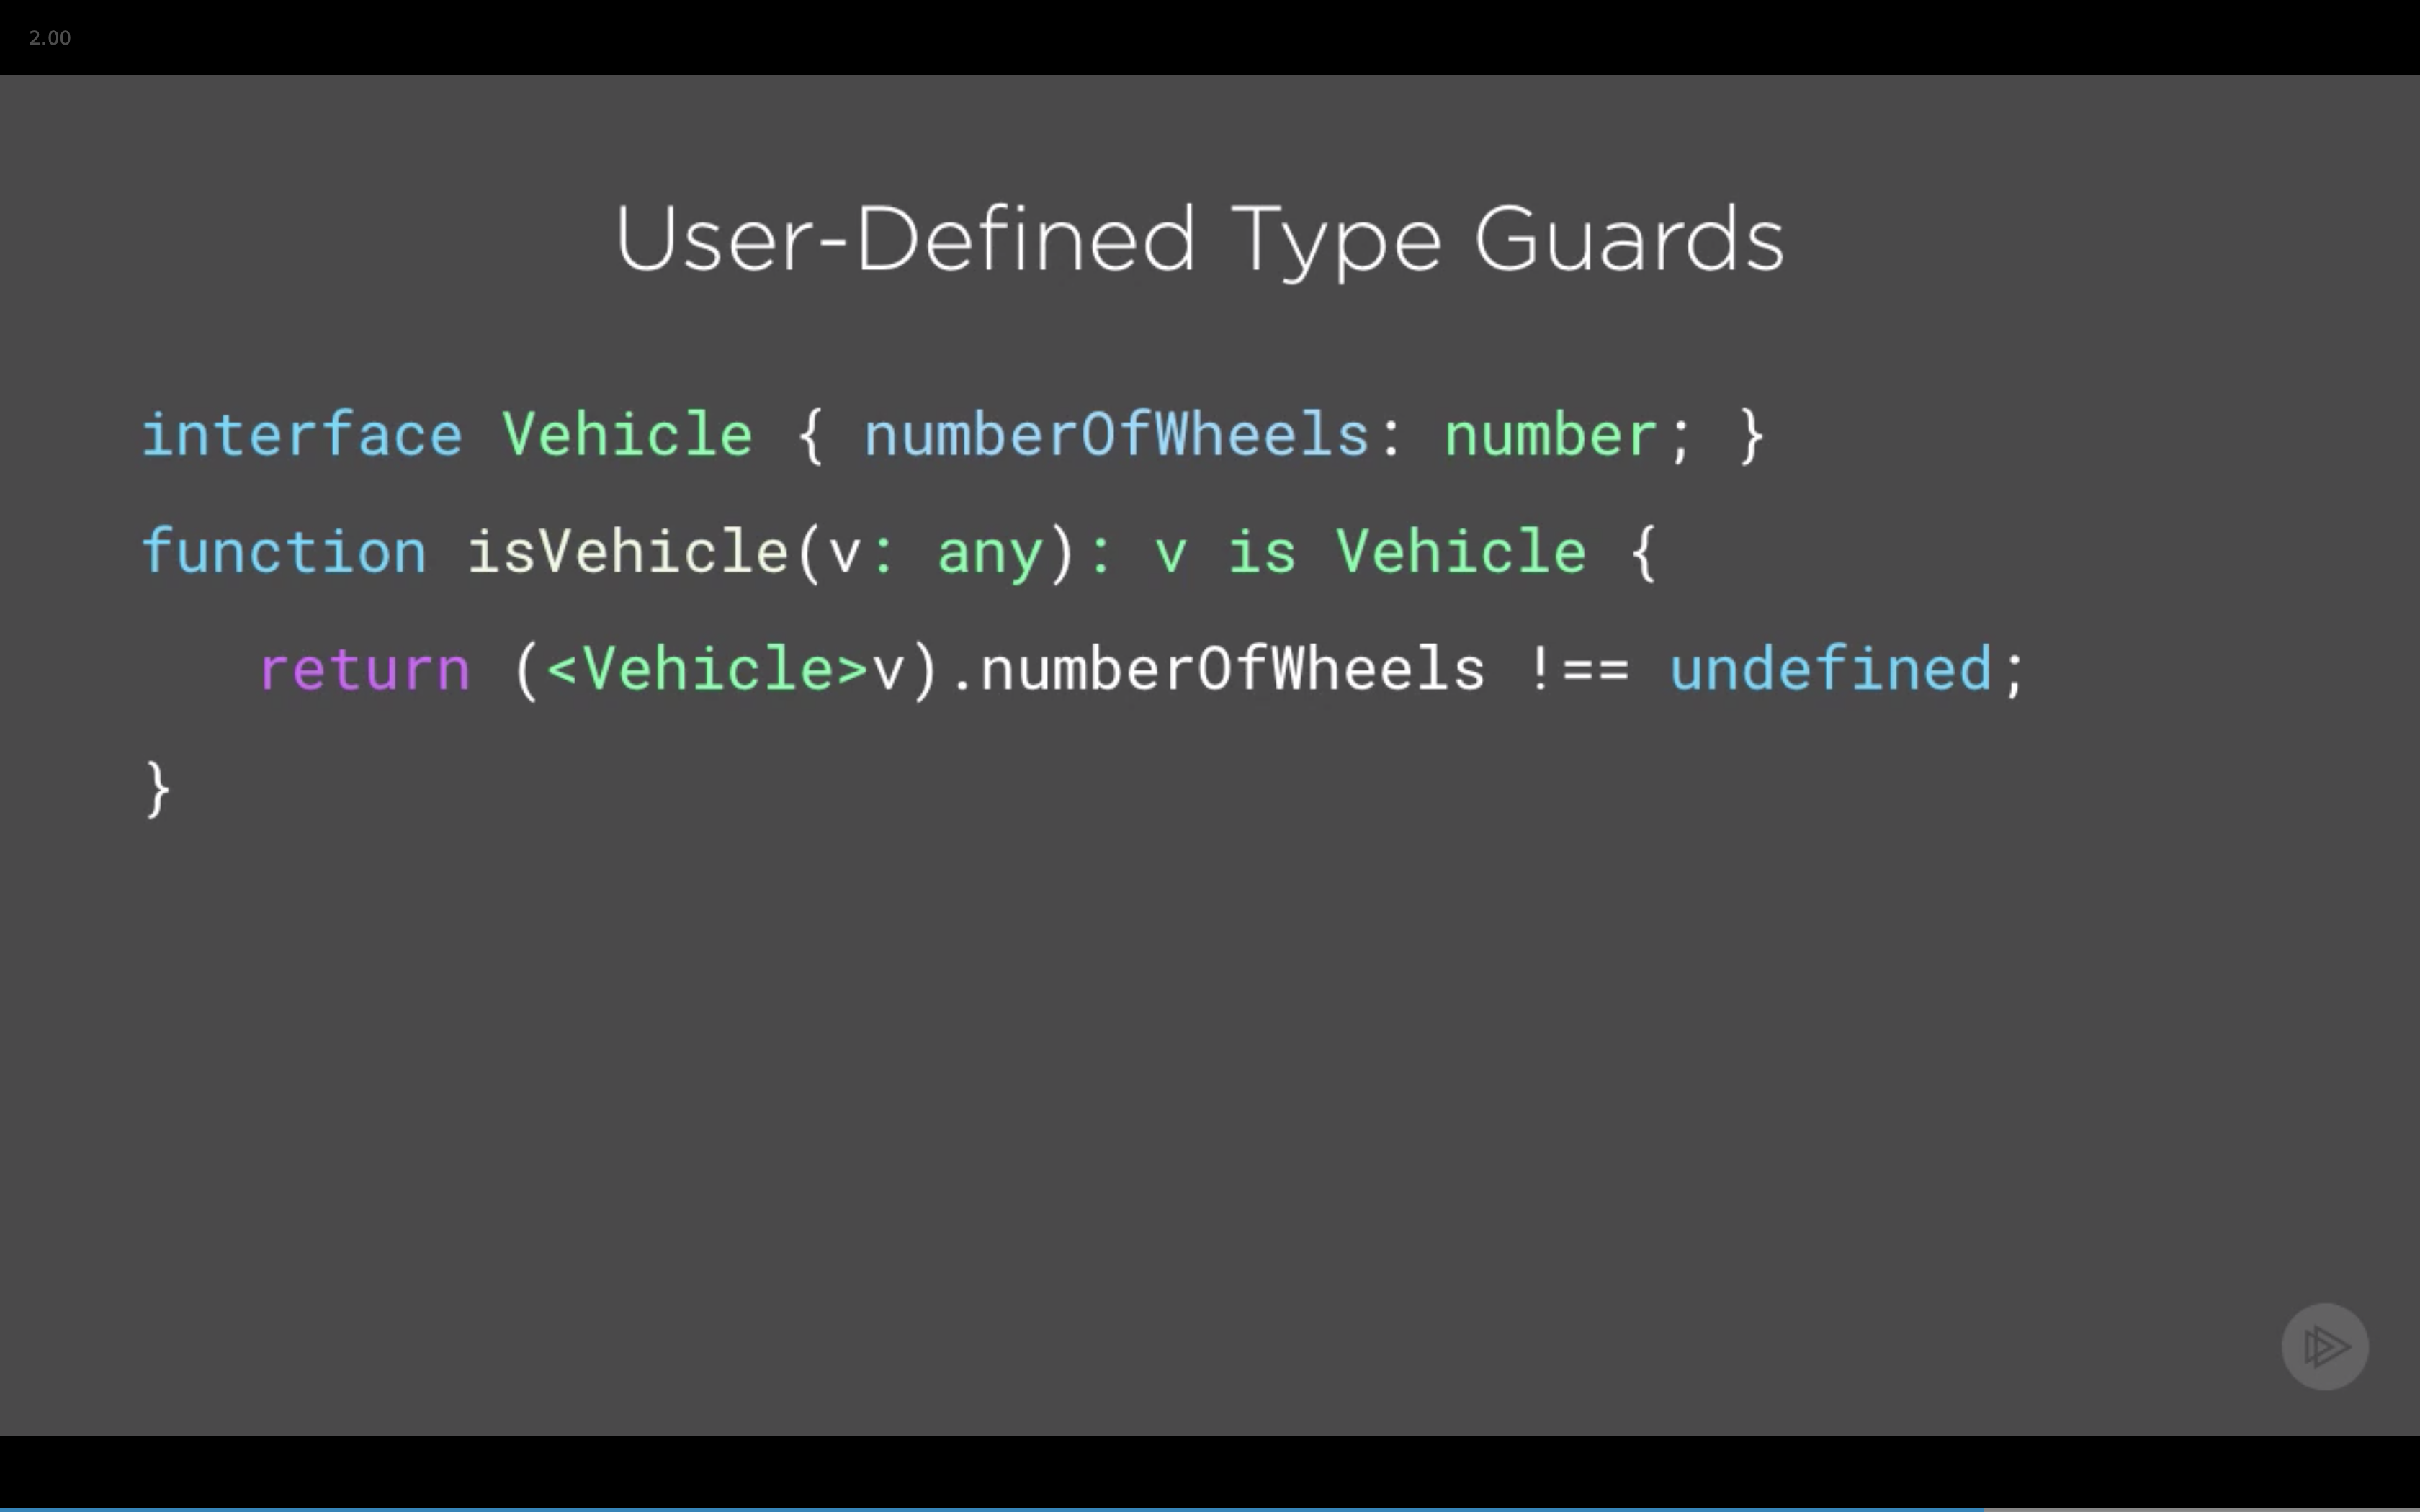 2.00
User-Defined Type Guards
interface Vehicle { numberOfWheels: number; }
function isVehicle(v: any): v is Vehicle {
return (<Vehicle>v).numberOfWheels !== undefined;
}